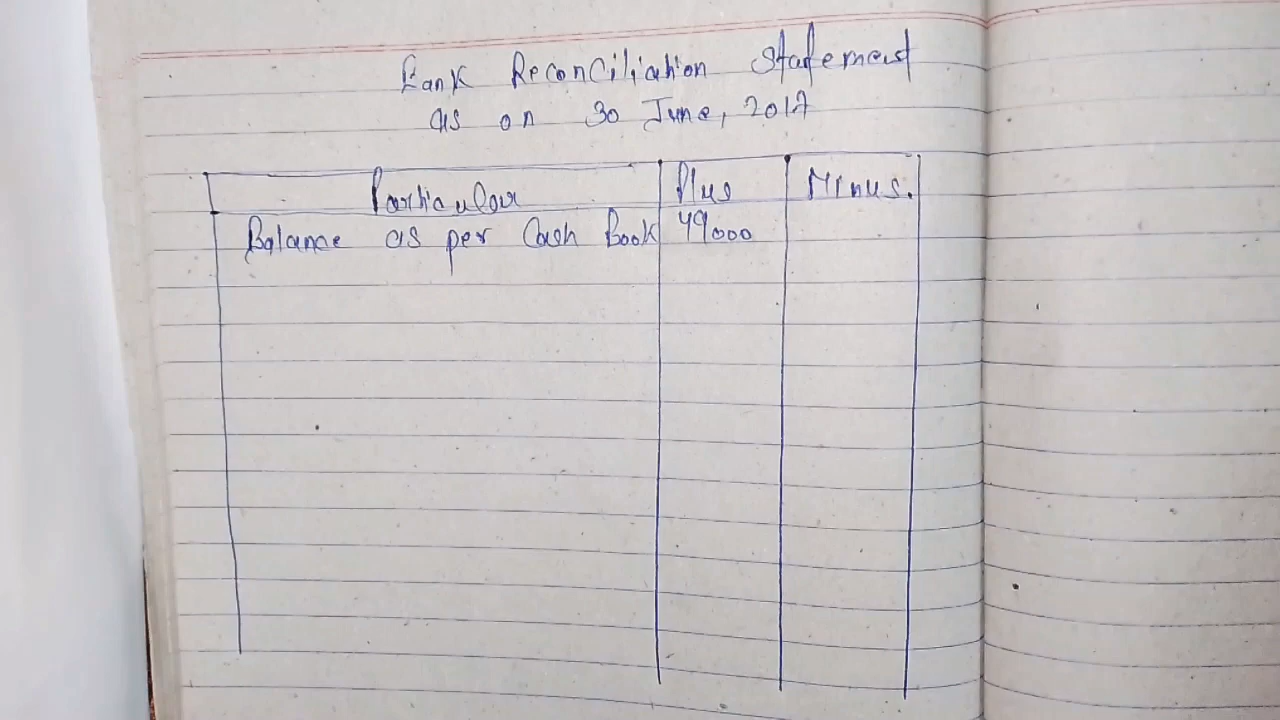 Bank Reconciliation Statement
as on 30 June, 2017
Particular Plus Minus.
Balance as per Cash Book 49000